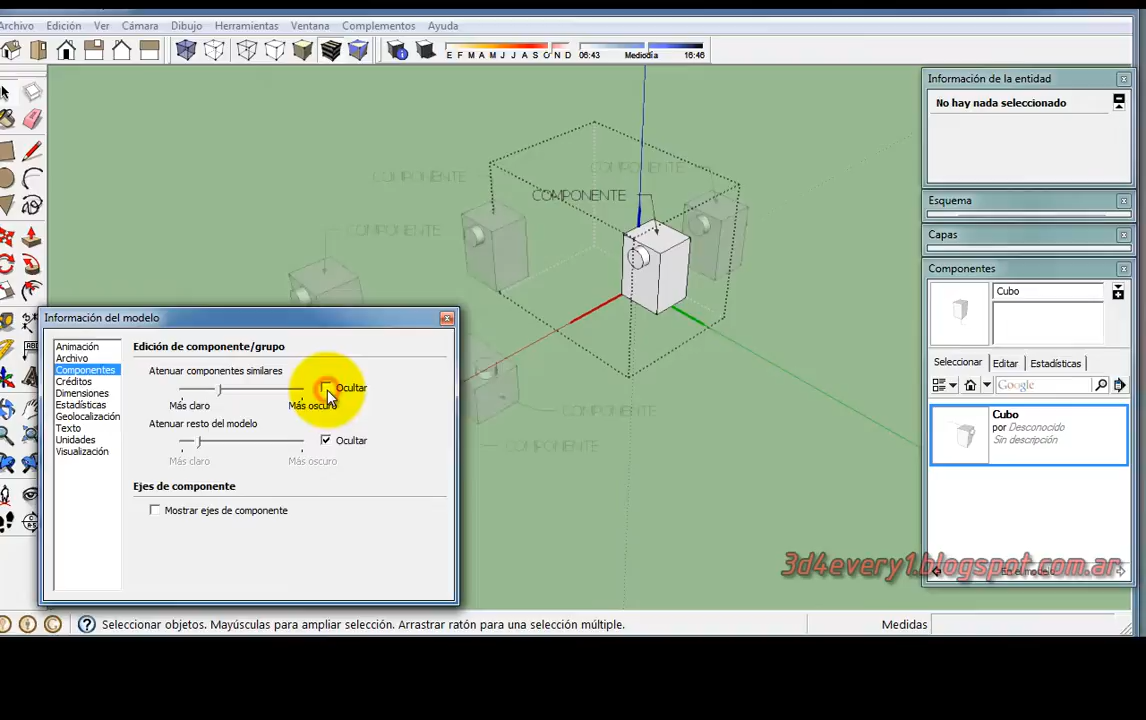 Archivo Edición Ver Cámara Dibujo Herramientas Ventana Complementos Ayuda
E F M A M J J A S O N D
06:43 Mediodía 16:46
Información de la entidad
No hay nada seleccionado
Esquema
Capas
Componentes
Cubo
Seleccionar Editar Estadísticas
Google
Cubo
por Desconocido
Sin descripción
En el modelo
COMPONENTE
COMPONENTE
COMPONENTE
COMPONENTE
COMPONENTE
COMPONENTE
Información del modelo
Animación
Archivo
Componentes
Créditos
Dimensiones
Estadísticas
Geolocalización
Texto
Unidades
Visualización
Edición de componente/grupo
Atenuar componentes similares
Ocultar
Más claro Más oscuro
Atenuar resto del modelo
Ocultar
Más claro Más oscuro
Ejes de componente
Mostrar ejes de componente
3d4every1.blogspot.com.ar
Seleccionar objetos. Mayúsculas para ampliar selección. Arrastrar ratón para una selección múltiple.
Medidas